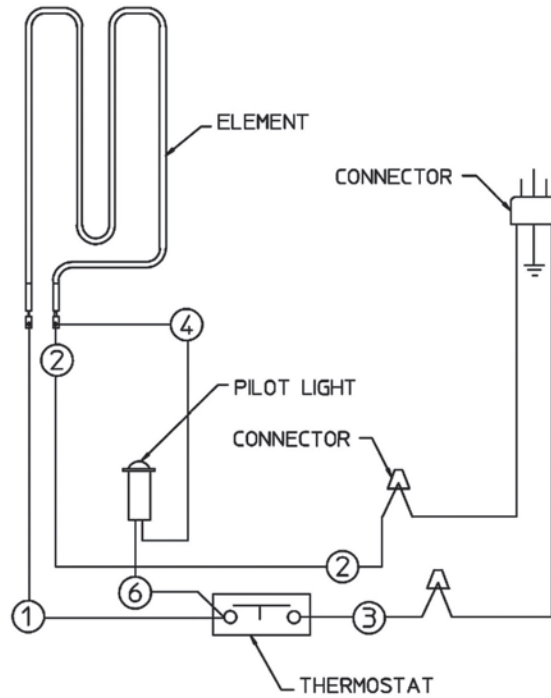 ELEMENT
CONNECTOR
4
2
PILOT LIGHT
CONNECTOR
2
6
1
3
THERMOSTAT